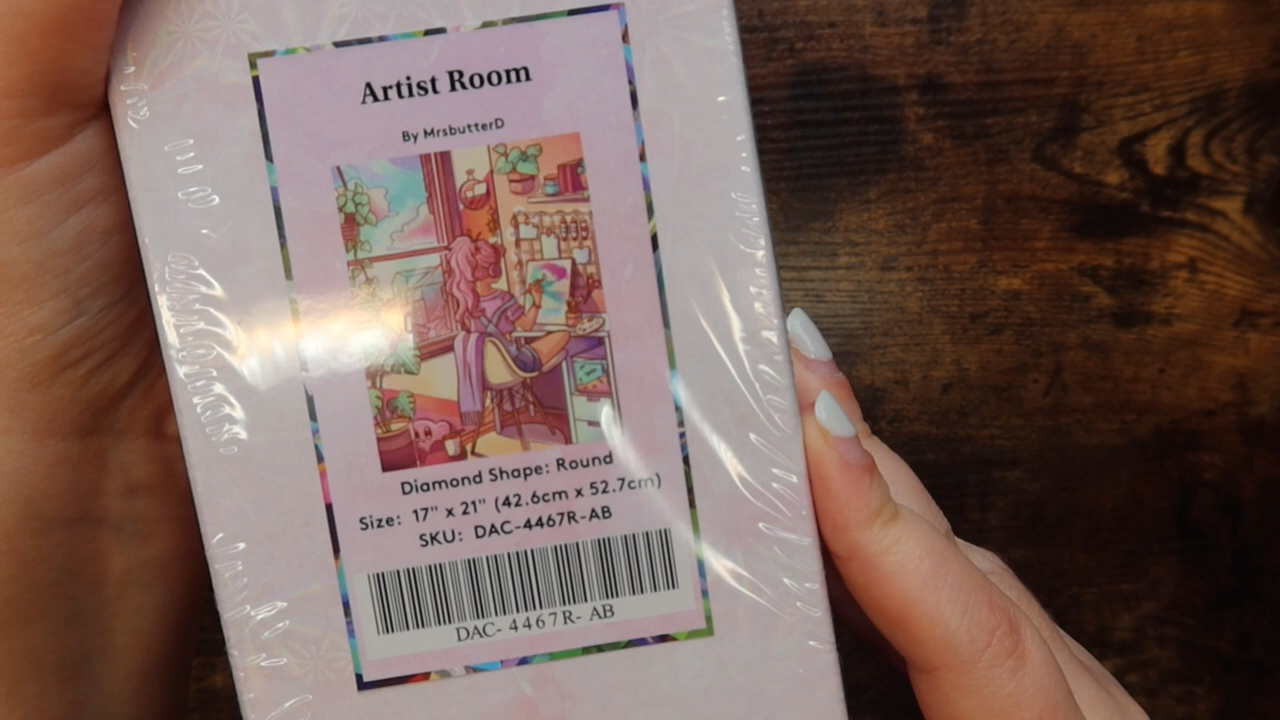 Artist Room
By MrsbutterD
Diamond Shape: Round
Size: 17" x 21" (42.6cm x 52.7cm)
SKU: DAC-4467R-AB
DAC- 4467R- AB